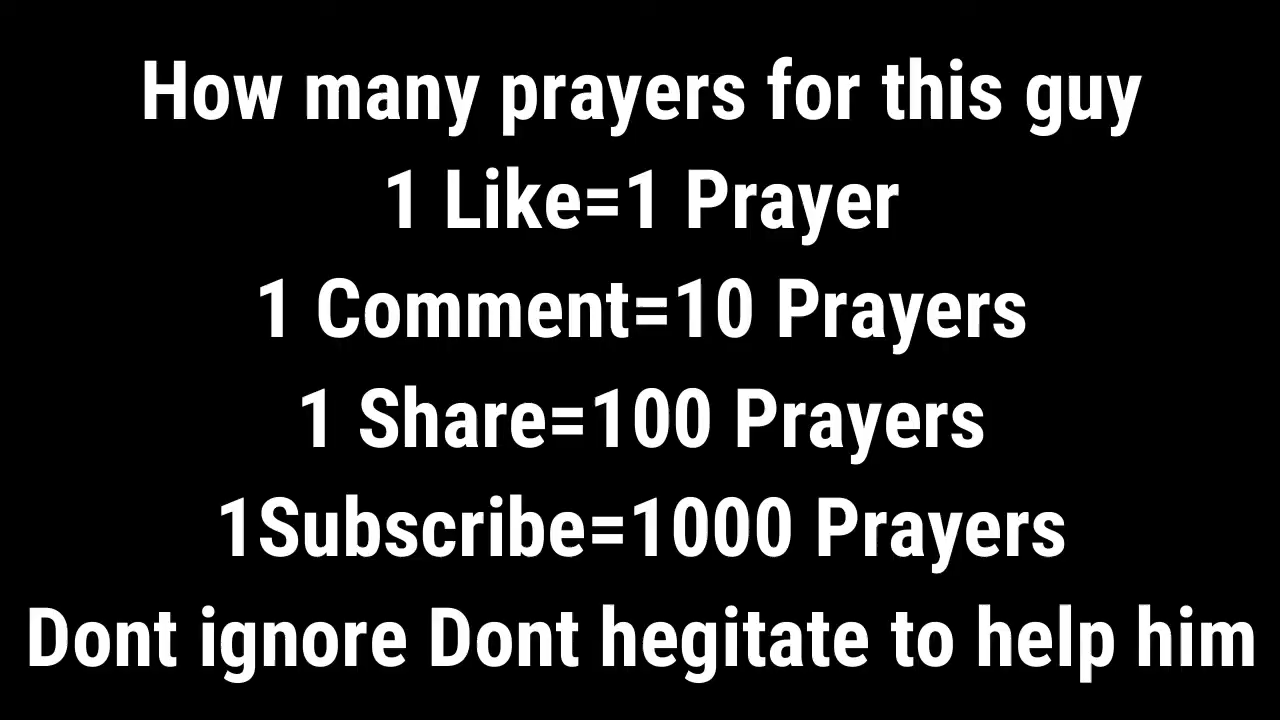 How many prayers for this guy
1 Like=1 Prayer
1 Comment=10 Prayers
1 Share=100 Prayers
1Subscribe=1000 Prayers
Dont ignore Dont hegitate to help him